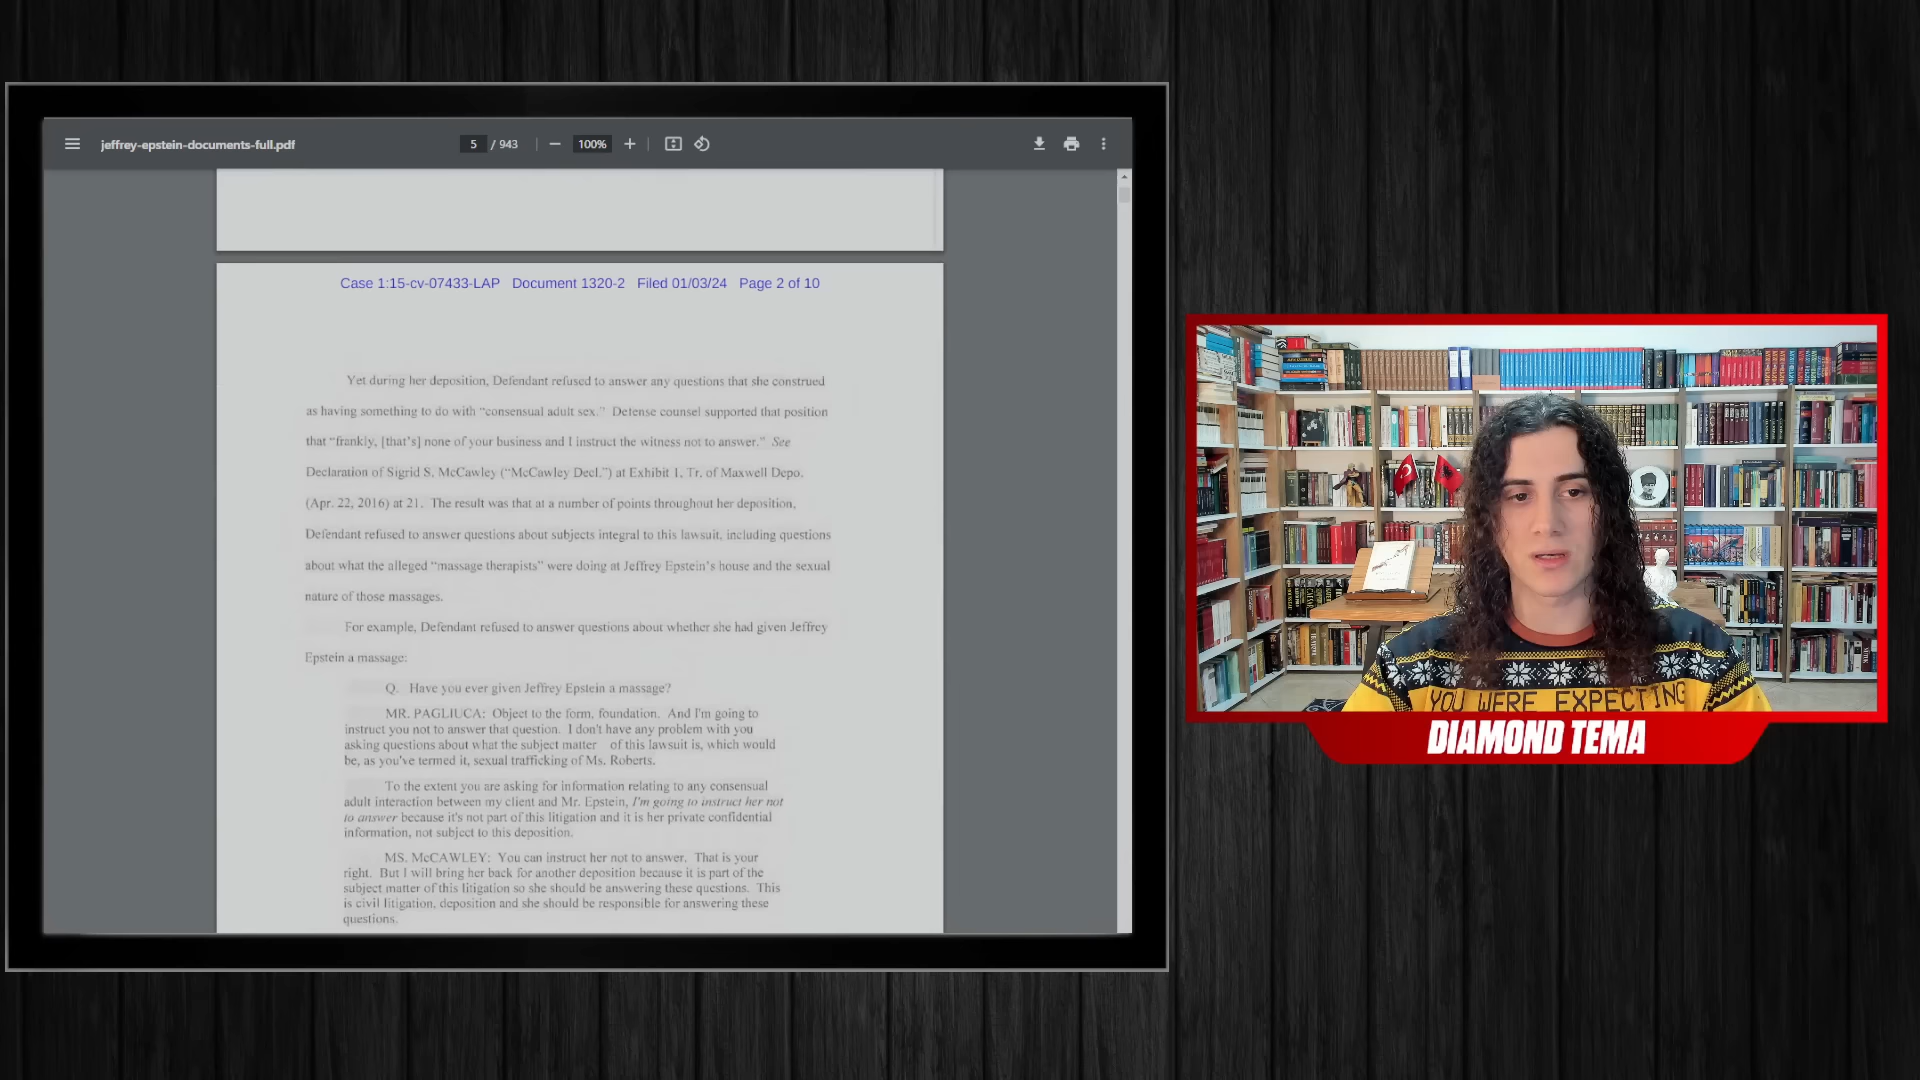 jeffrey-epstein-documents-full.pdf
5 / 943
100%
Case 1:15-cv-07433-LAP Document 1320-2 Filed 01/03/24 Page 2 of 10
Yet during her deposition, Defendant refused to answer any questions that she construed
as having something to do with “consensual adult sex.” Defense counsel supported that position
that “frankly, [that’s] none of your business and I instruct the witness not to answer.” See
Declaration of Sigrid S. McCawley (“McCawley Decl.”) at Exhibit 1, Tr. of Maxwell Depo.
(Apr. 22, 2016) at 21. The result was that at a number of points throughout her deposition,
Defendant refused to answer questions about subjects integral to this lawsuit, including questions
about what the alleged “massage therapists” were doing at Jeffrey Epstein’s house and the sexual
nature of those massages.
For example, Defendant refused to answer questions about whether she had given Jeffrey
Epstein a massage:
Q. Have you ever given Jeffrey Epstein a massage?
MR. PAGLIUCA: Object to the form, foundation. And I'm going to
instruct you not to answer that question. I don't have any problem with you
asking questions about what the subject matter of this lawsuit is, which would
be, as you've termed it, sexual trafficking of Ms. Roberts.
To the extent you are asking for information relating to any consensual
adult interaction between my client and Mr. Epstein, I'm going to instruct her not
to answer because it's not part of this litigation and it is her private confidential
information, not subject to this deposition.
MS. McCAWLEY: You can instruct her not to answer. That is your
right. But I will bring her back for another deposition because it is part of the
subject matter of this litigation so she should be answering these questions. This
is civil litigation, deposition and she should be responsible for answering these
questions.
YOU WERE EXPECTING
DIAMOND TEMA